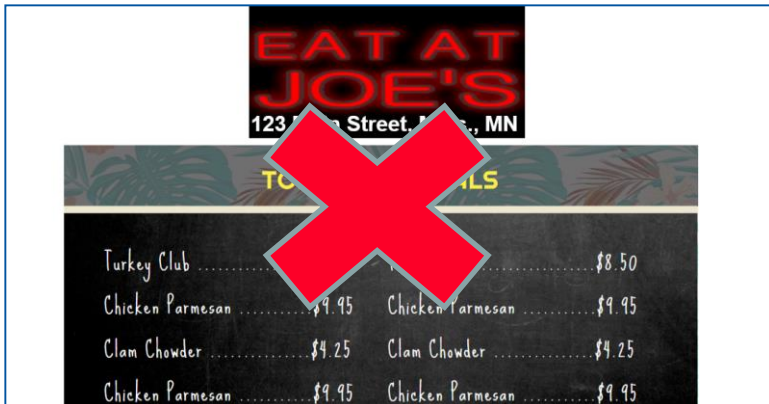 EAT AT
JOE'S
123 Street, MN
Turkey Club .............. $8.50
Chicken Parmesan ...........$9.95 Chicken Parmesan ...........$9.95
Clam Chowder ...............$4.25 Clam Chowder ...............$4.25
Chicken Parmesan ...........$9.95 Chicken Parmesan ...........$9.95